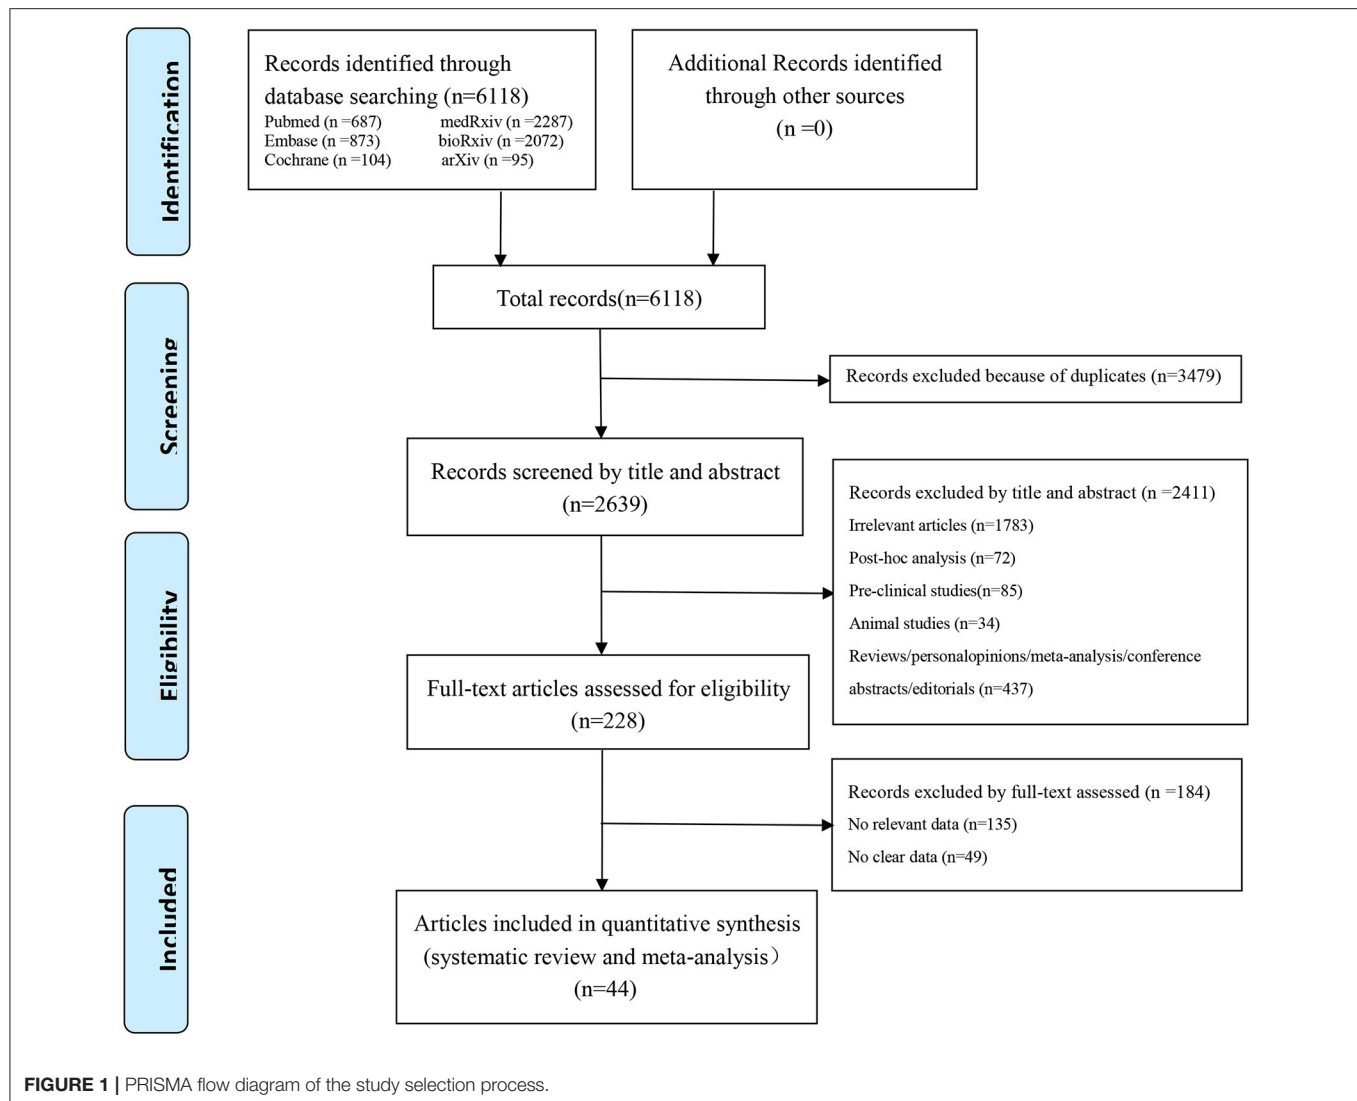 Identification
Records identified through
database searching (n=6118)
Pubmed (n =687) medRxiv (n =2287)
Embase (n =873) bioRxiv (n =2072)
Cochrane (n =104) arXiv (n =95)
Additional Records identified
through other sources
(n =0)
Total records(n=6118)
Screening
Records excluded because of duplicates (n=3479)
Records screened by title and abstract
(n=2639)
Records excluded by title and abstract (n =2411)
Irrelevant articles (n=1783)
Post-hoc analysis (n=72)
Pre-clinical studies(n=85)
Animal studies (n=34)
Reviews/personalopinions/meta-analysis/conference
abstracts/editorials (n=437)
Eligibility
Full-text articles assessed for eligibility
(n=228)
Records excluded by full-text assessed (n =184)
No relevant data (n=135)
No clear data (n=49)
Included
Articles included in quantitative synthesis
(systematic review and meta-analysis）
(n=44)
FIGURE 1 | PRISMA flow diagram of the study selection process.